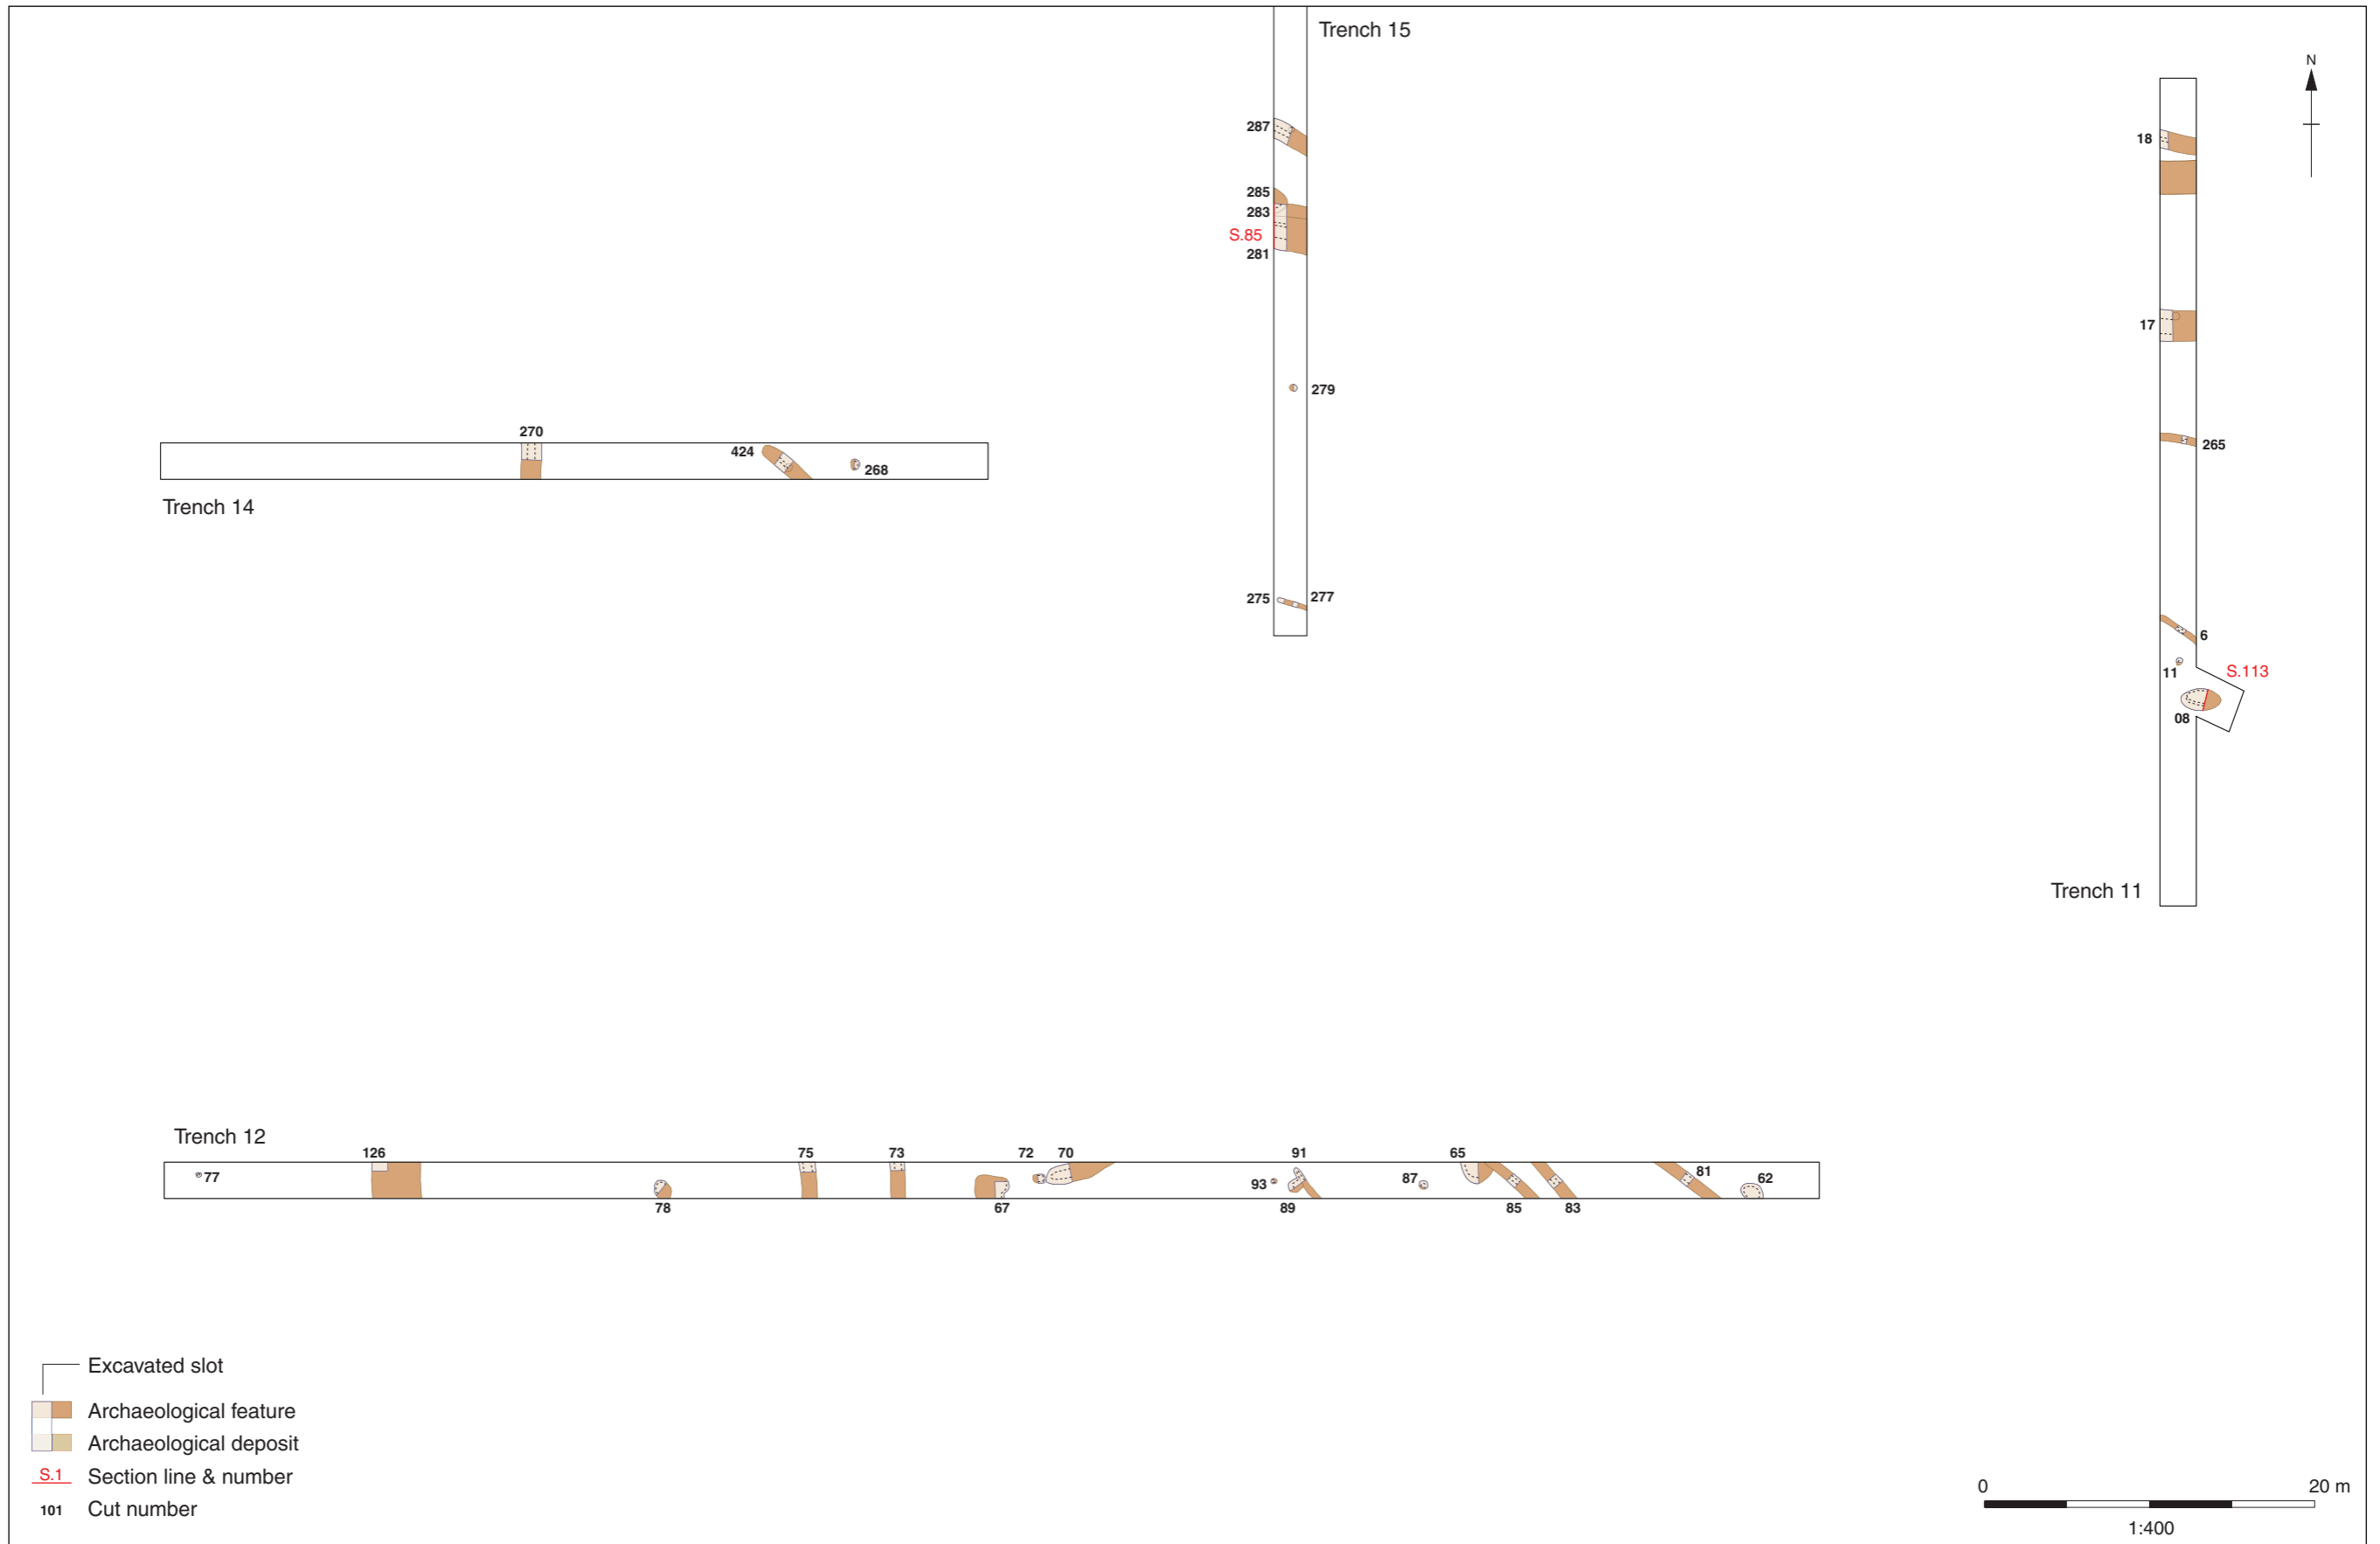 Trench 15
N
287
18
285
283
S.85
281
17
279
270
424
268
265
Trench 14
275
277
6
11
S.113
08
Trench 11
Trench 12
126
75
73
72
70
91
65
77
93
87
81
62
78
67
89
85
83
Excavated slot
Archaeological feature
Archaeological deposit
S.1 Section line & number
101 Cut number
0 20 m
1:400